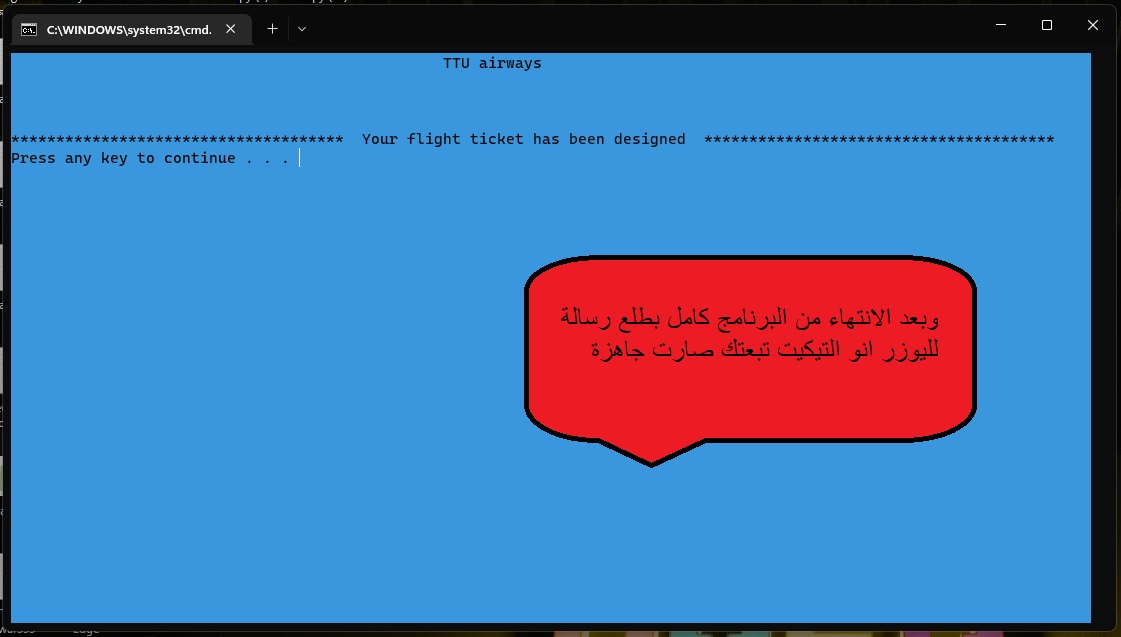 C:\WINDOWS\system32\cmd.
TTU airways
************************************* Your flight ticket has been designed ***************************************
Press any key to continue . . .
وبعد الانتهاء من البرنامج كامل بطلع رسالة
لليوزر انو التيكيت تبعتك صارت جاهزة